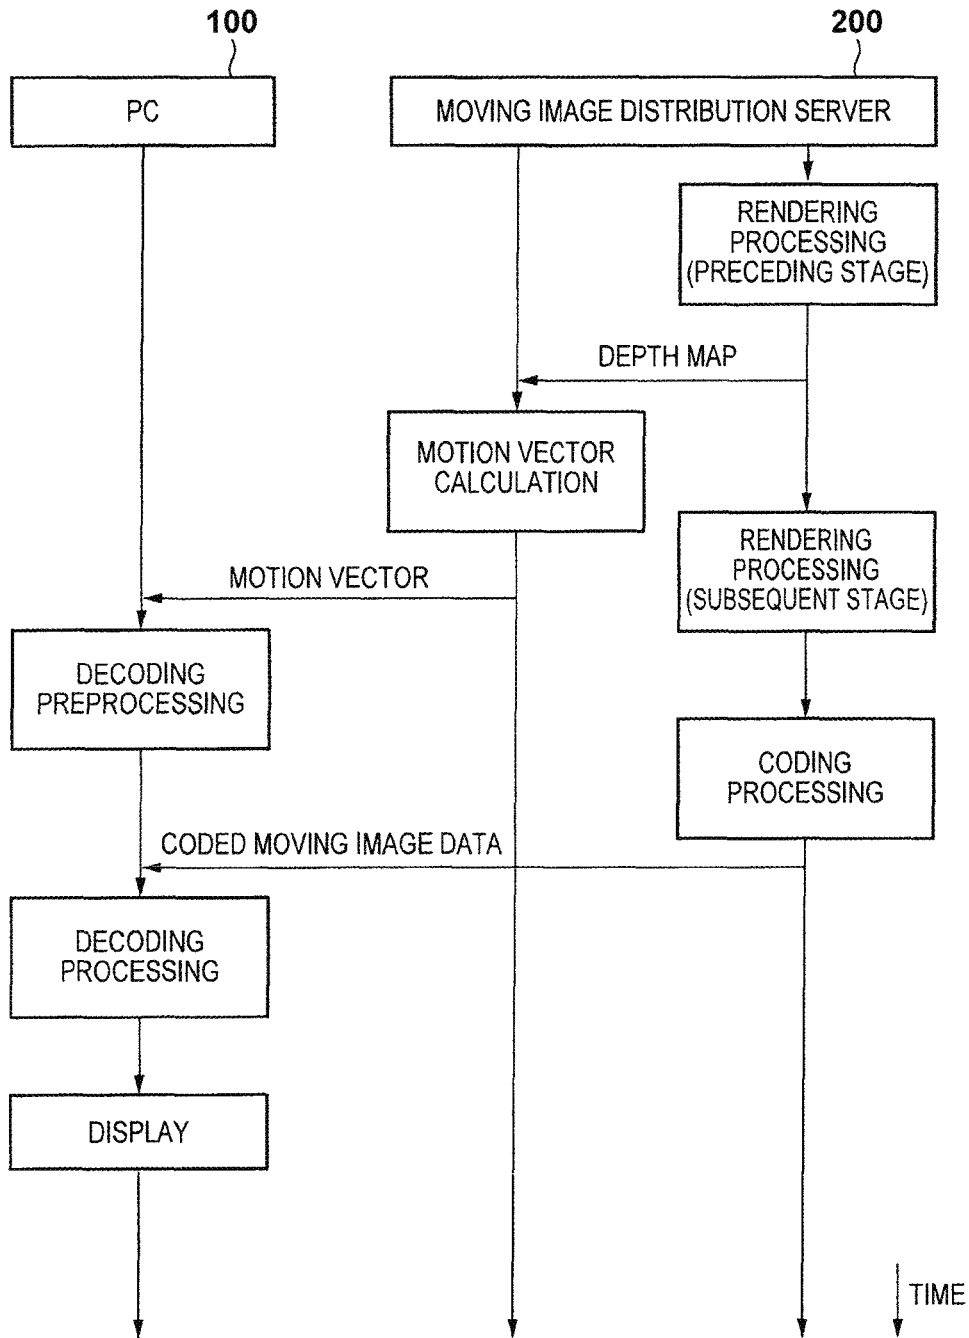 100
200
PC
MOVING IMAGE DISTRIBUTION SERVER
RENDERING
PROCESSING
(PRECEDING STAGE)
DEPTH MAP
MOTION VECTOR
CALCULATION
RENDERING
PROCESSING
(SUBSEQUENT STAGE)
MOTION VECTOR
DECODING
PREPROCESSING
CODING
PROCESSING
CODED MOVING IMAGE DATA
DECODING
PROCESSING
DISPLAY
TIME